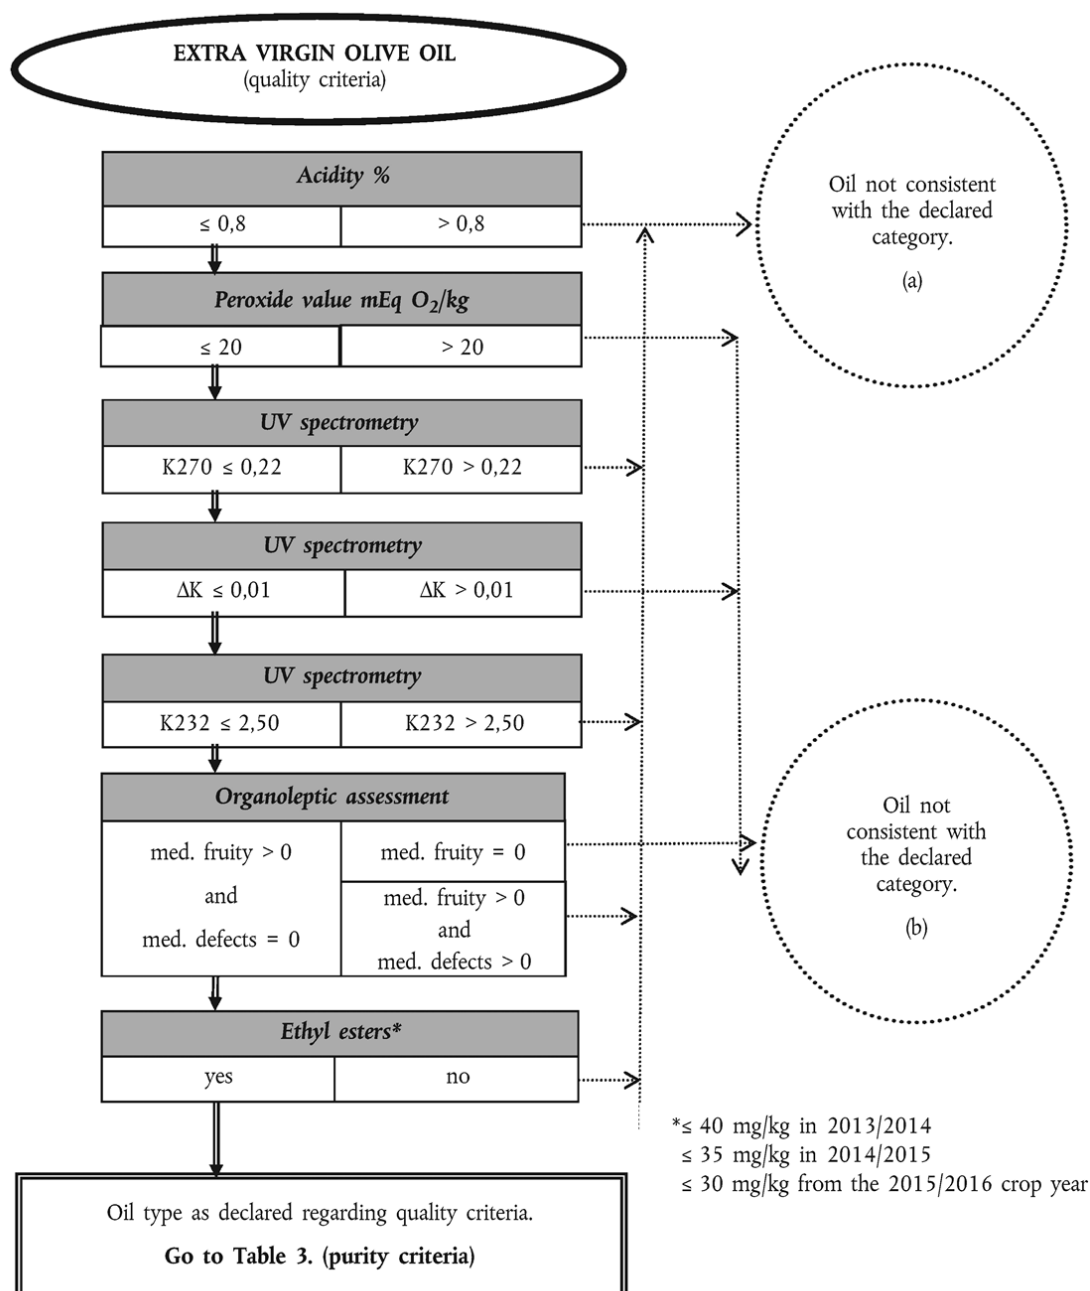 EXTRA VIRGIN OLIVE OIL
(quality criteria)
Acidity %
≤ 0,8
> 0,8
Peroxide value mEq O₂/kg
≤ 20
> 20
UV spectrometry
K270 ≤ 0,22
K270 > 0,22
UV spectrometry
ΔK ≤ 0,01
ΔK > 0,01
UV spectrometry
K232 ≤ 2,50
K232 > 2,50
Organoleptic assessment
med. fruity > 0
and
med. defects = 0
med. fruity = 0
med. fruity > 0
and
med. defects > 0
Ethyl esters*
yes
no
Oil type as declared regarding quality criteria.
Go to Table 3. (purity criteria)
Oil not consistent
with the declared
category.
(a)
Oil not
consistent with
the declared
category.
(b)
*≤ 40 mg/kg in 2013/2014
≤ 35 mg/kg in 2014/2015
≤ 30 mg/kg from the 2015/2016 crop year